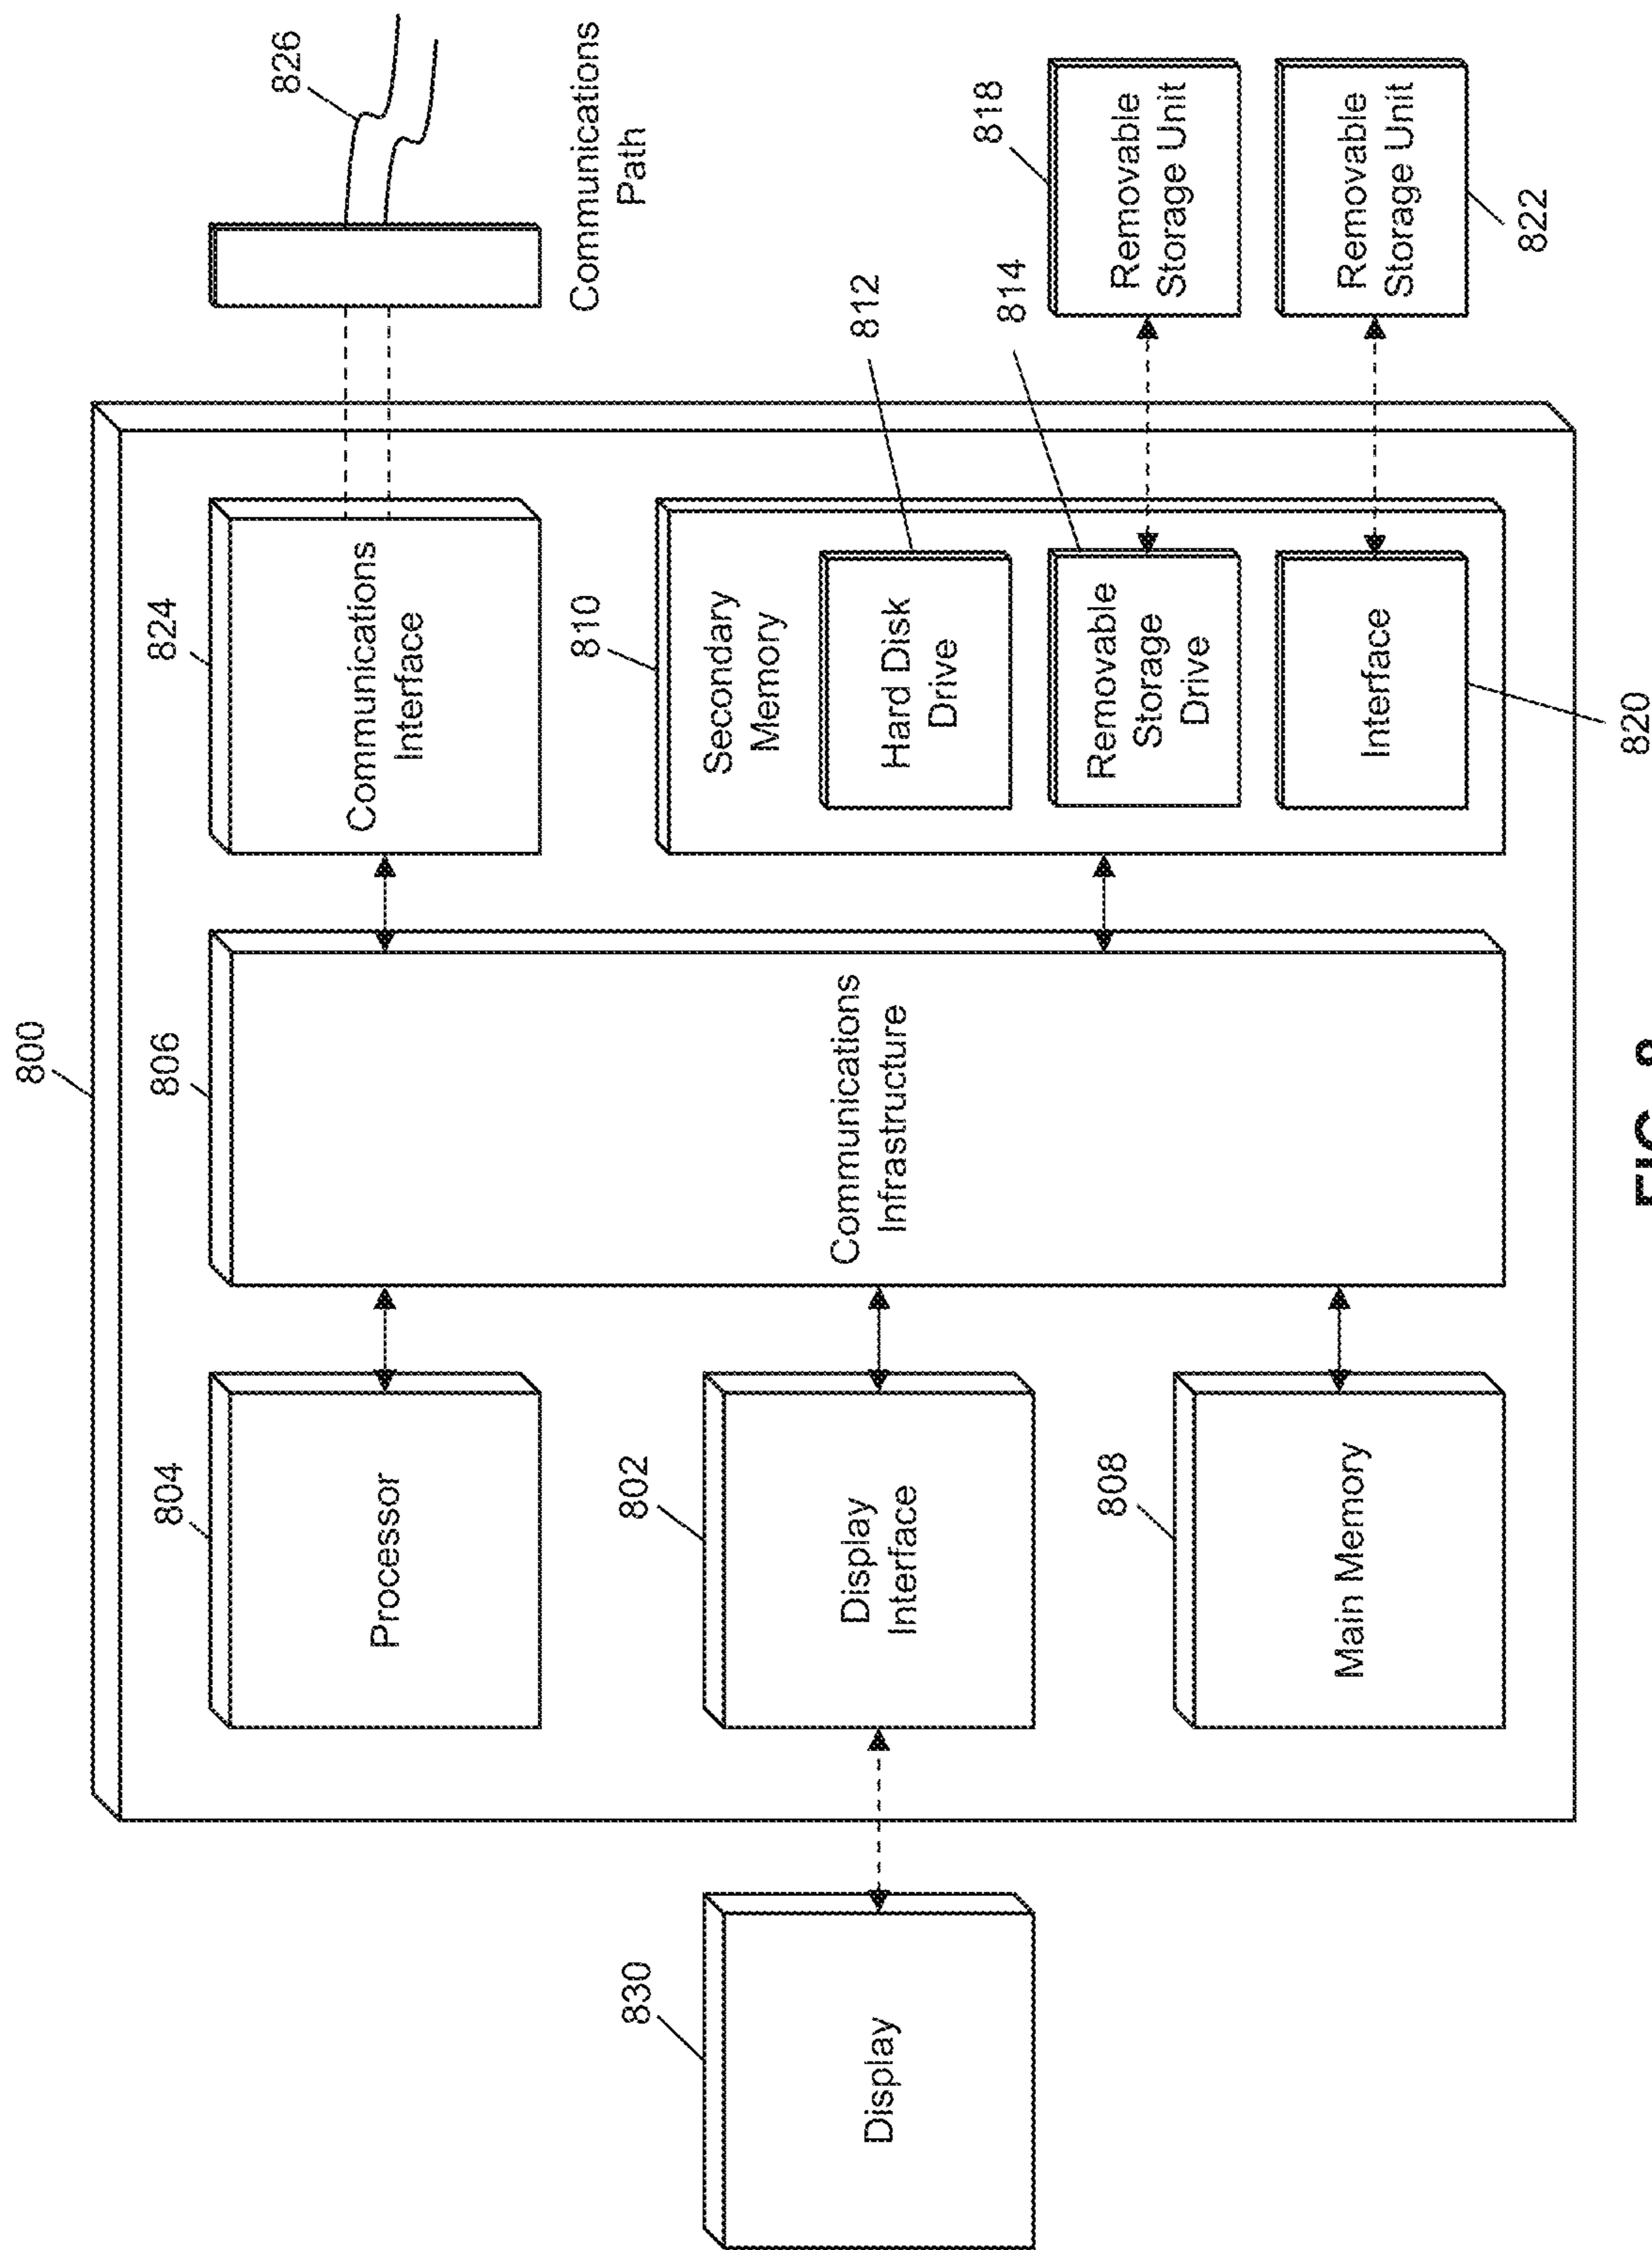 800
826
824
806
804
Communications
Interface
Processor
Communications
Path
810
Secondary
Memory
812
Hard Disk
Drive
818
Removable
Storage Unit
814
Removable
Storage
Drive
Communications
Infrastructure
830
Display
802
Display
Interface
808
Main Memory
Interface
820
Removable
Storage Unit
822
FIG. 8